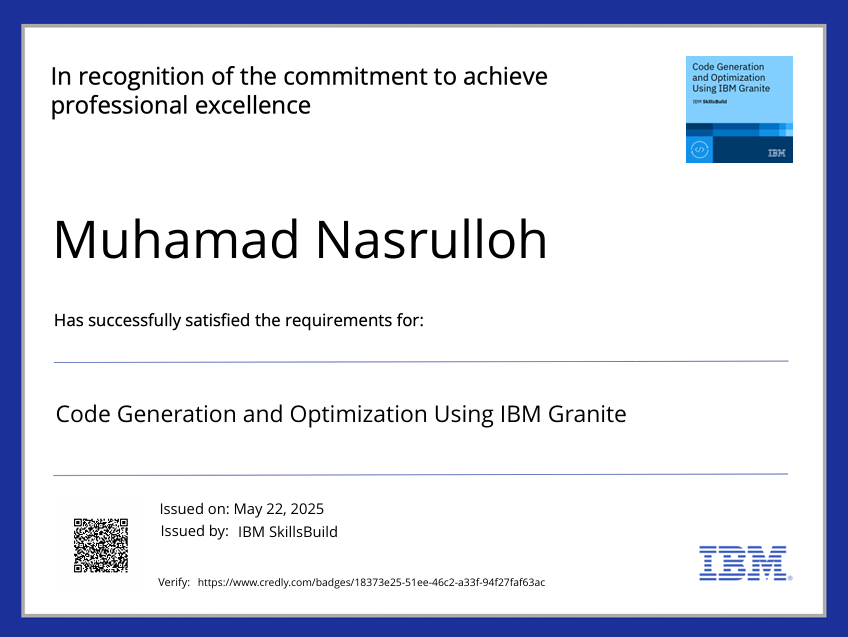 In recognition of the commitment to achieve
professional excellence
Code Generation
and Optimization
Using IBM Granite
IBM SkillsBuild
IBM
Muhamad Nasrulloh
Has successfully satisfied the requirements for:
Code Generation and Optimization Using IBM Granite
Issued on: May 22, 2025
Issued by: IBM SkillsBuild
Verify: https://www.credly.com/badges/18373e25-51ee-46c2-a33f-94f27faf63ac
IBM®